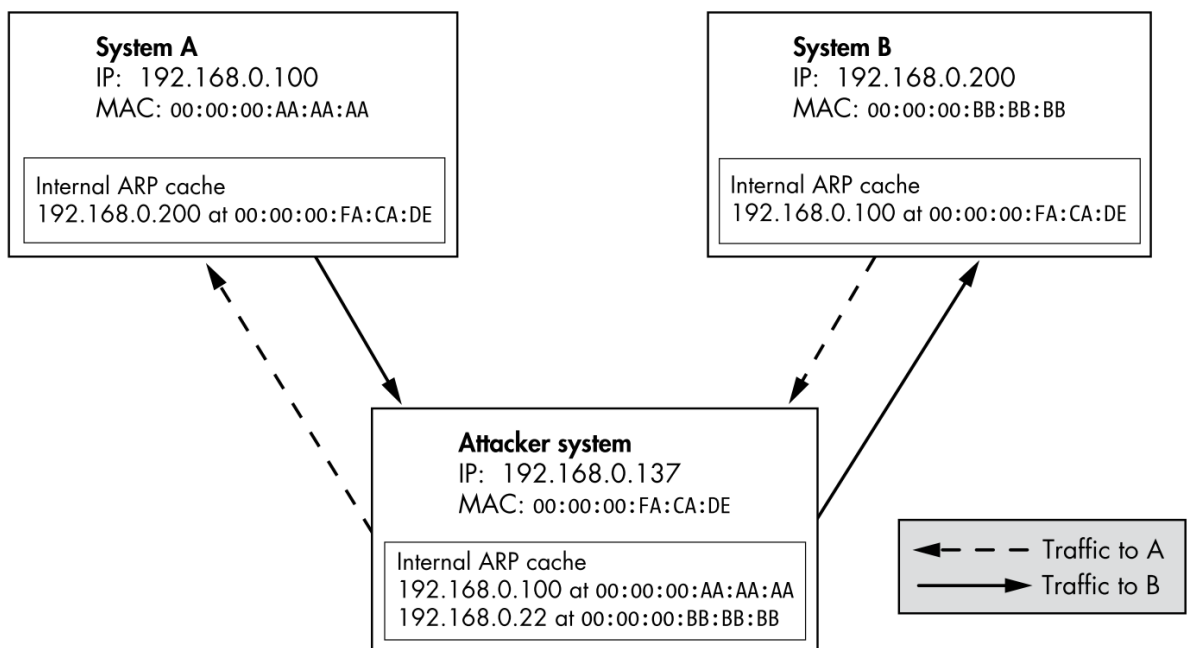 System A
IP: 192.168.0.100
MAC: 00:00:00:AA:AA:AA
Internal ARP cache
192.168.0.200 at 00:00:00:FA:CA:DE
System B
IP: 192.168.0.200
MAC: 00:00:00:BB:BB:BB
Internal ARP cache
192.168.0.100 at 00:00:00:FA:CA:DE
Attacker system
IP: 192.168.0.137
MAC: 00:00:00:FA:CA:DE
Internal ARP cache
192.168.0.100 at 00:00:00:AA:AA:AA
192.168.0.22 at 00:00:00:BB:BB:BB
Traffic to A
Traffic to B